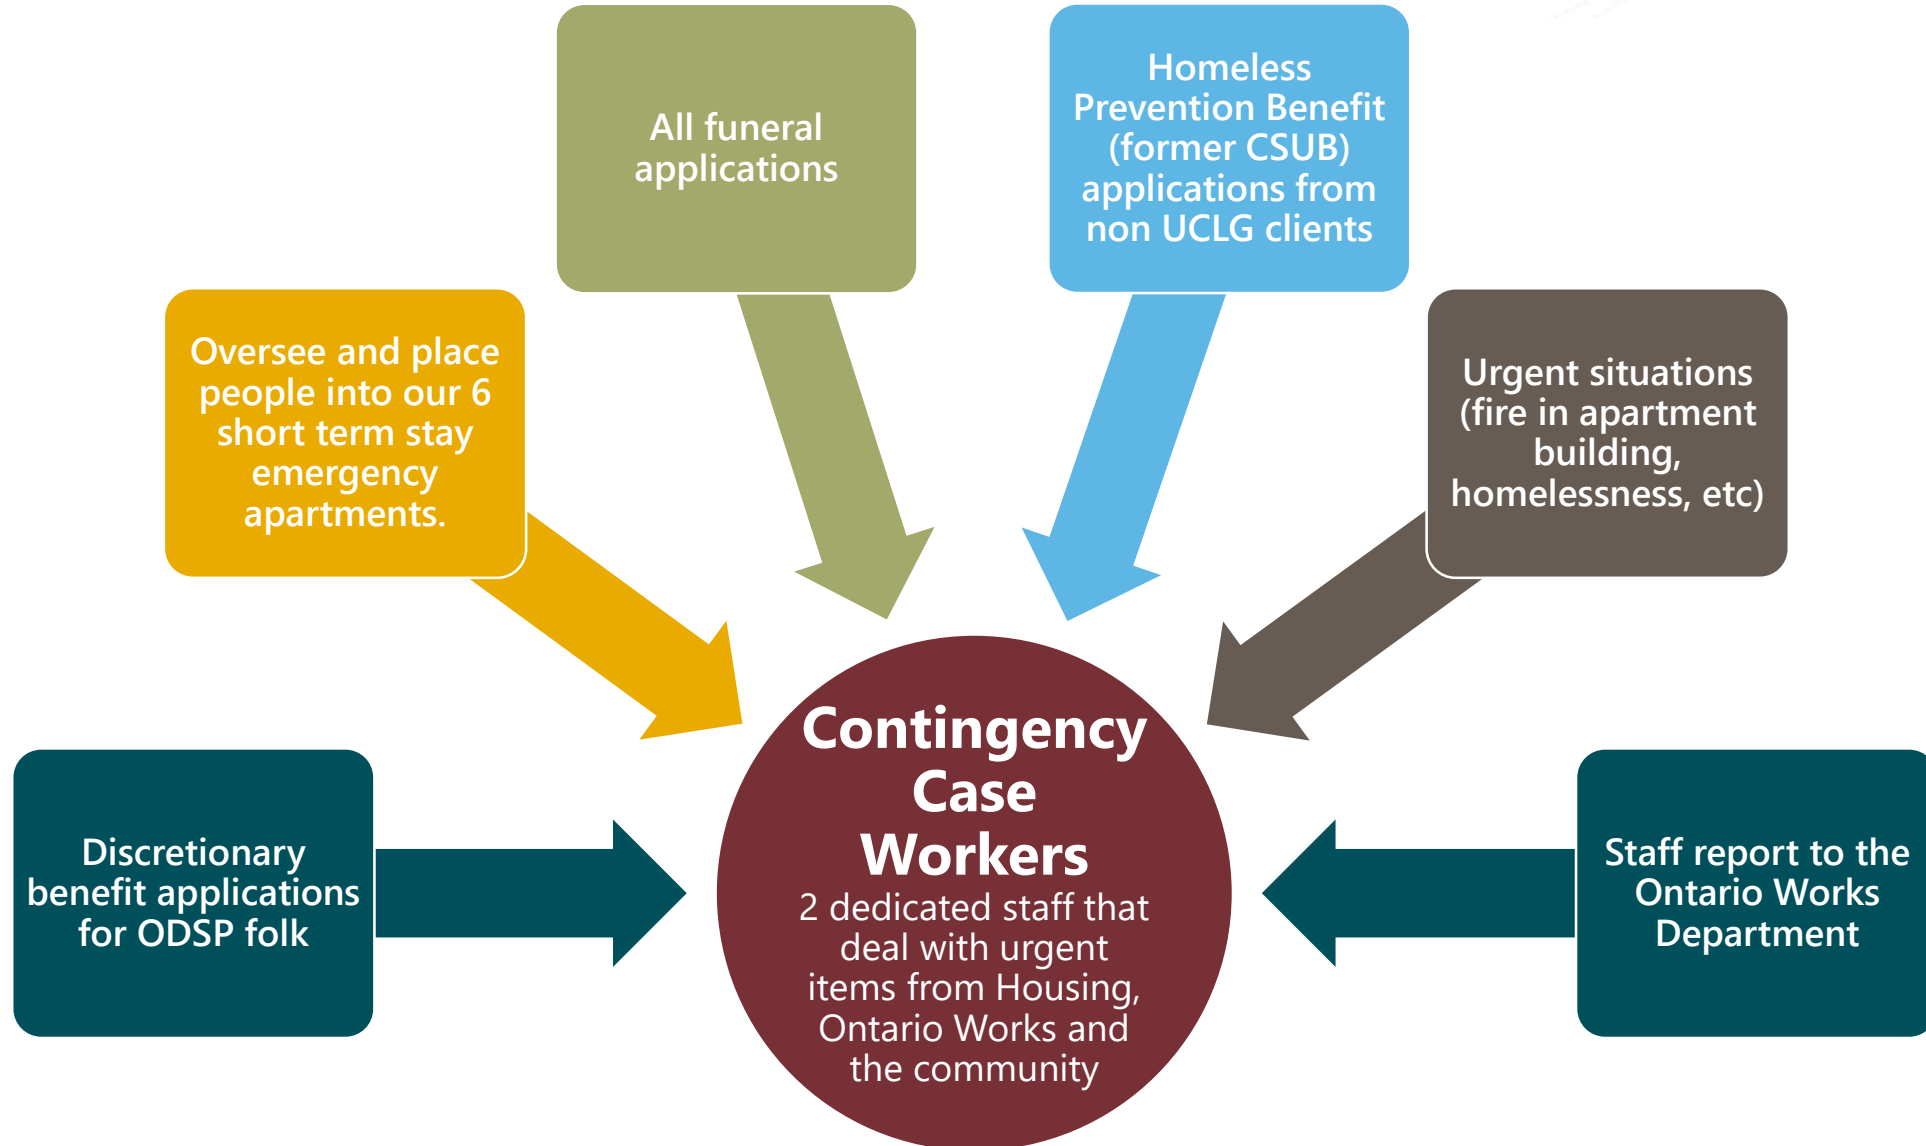 All funeral
applications
Homeless
Prevention Benefit
(former CSUB)
applications from
non UCLG clients
Oversee and place
people into our 6
short term stay
emergency
apartments.
Urgent situations
(fire in apartment
building,
homelessness, etc)
Discretionary
benefit applications
for ODSP folk
Contingency
Case
Workers
2 dedicated staff that
deal with urgent
items from Housing,
Ontario Works and
the community
Staff report to the
Ontario Works
Department